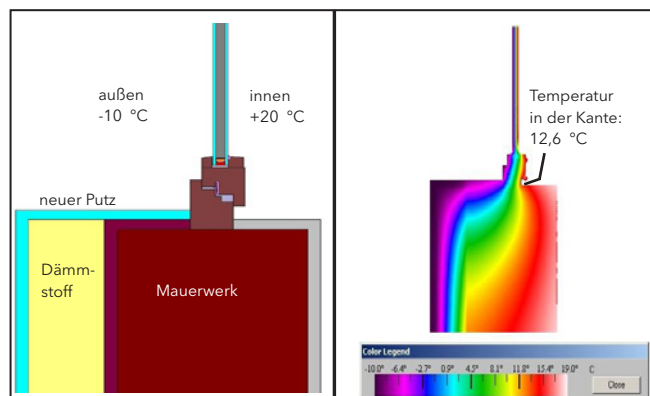 außen
-10 °C
innen
+20 °C
neuer Putz
Dämm-
stoff
Mauerwerk
Temperatur
in der Kante:
12,6 °C
Color Legend
-10.0° -6.4° -2.7° 0.9° 4.5° 8.1° 11.8° 15.4° 19.0° C
Close